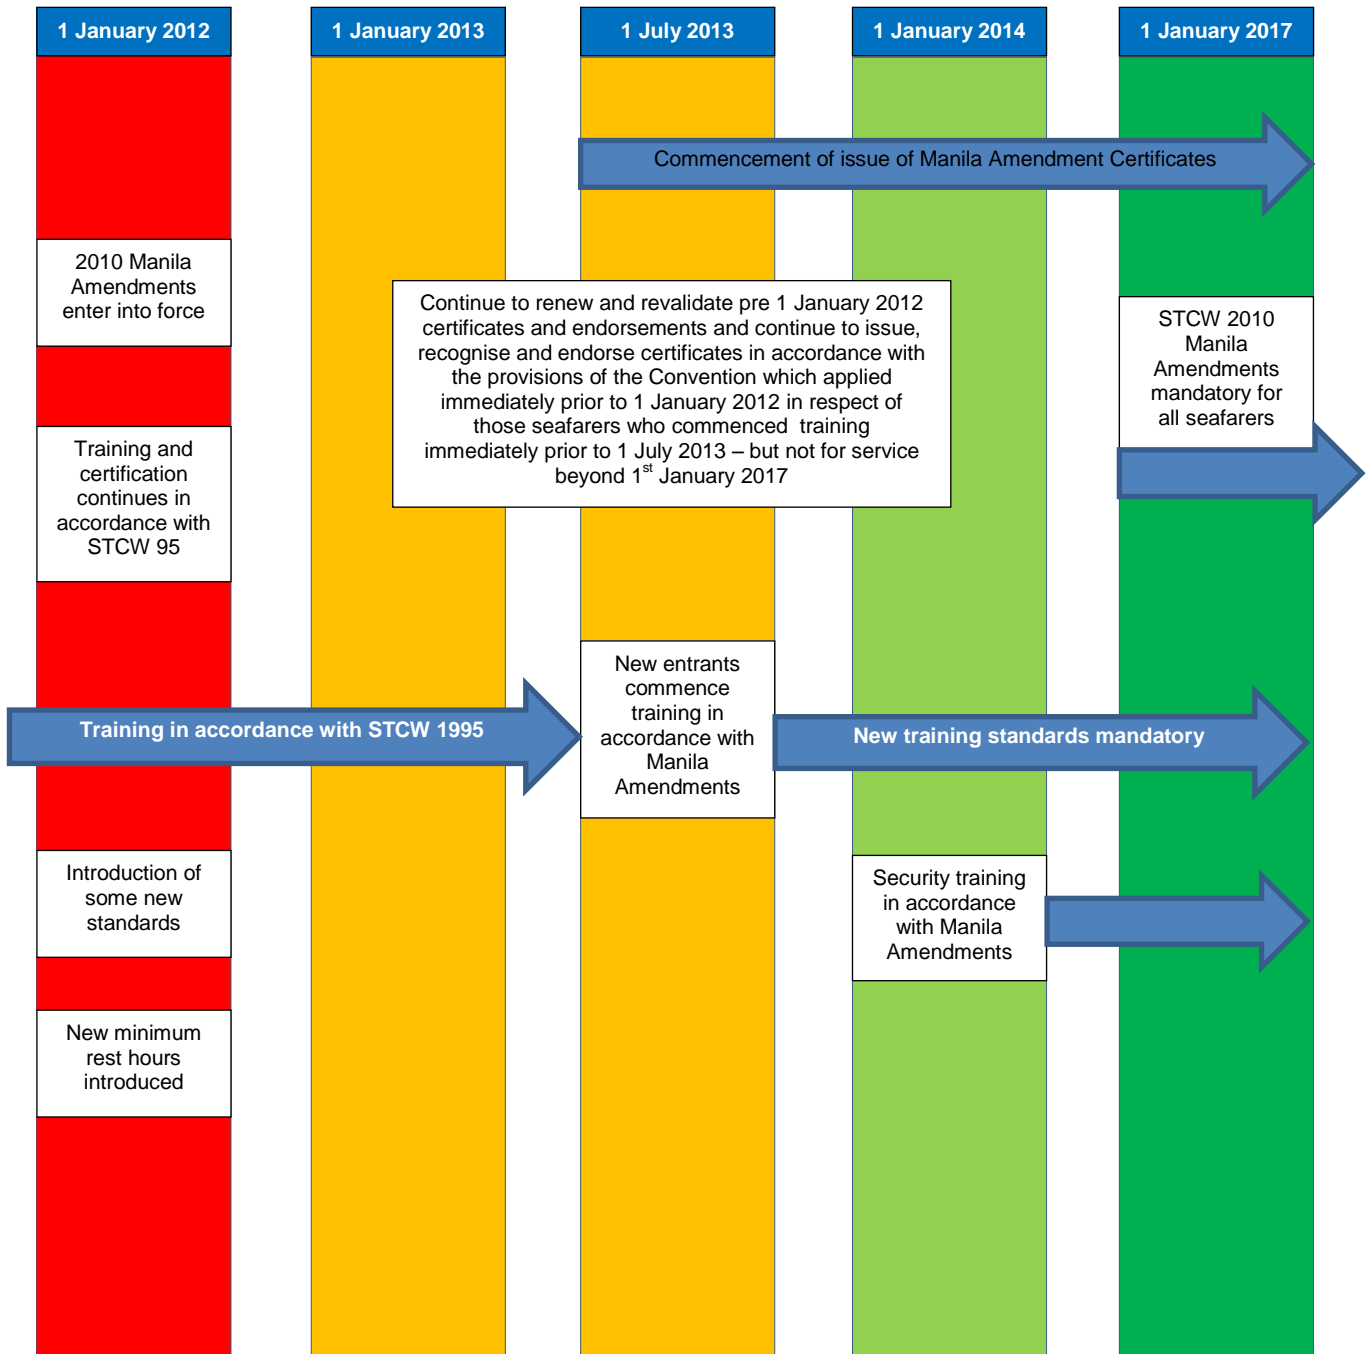 1 January 2012
1 January 2013
1 July 2013
1 January 2014
1 January 2017
Commencement of issue of Manila Amendment Certificates
2010 Manila
Amendments
enter into force
Continue to renew and revalidate pre 1 January 2012
certificates and endorsements and continue to issue,
recognise and endorse certificates in accordance with
the provisions of the Convention which applied
immediately prior to 1 January 2012 in respect of
those seafarers who commenced training
immediately prior to 1 July 2013 – but not for service
beyond 1st January 2017
STCW 2010
Manila
Amendments
mandatory for
all seafarers
Training and
certification
continues in
accordance with
STCW 95
Training in accordance with STCW 1995
New entrants
commence
training in
accordance with
Manila
Amendments
New training standards mandatory
Introduction of
some new
standards
Security training
in accordance
with Manila
Amendments
New minimum
rest hours
introduced